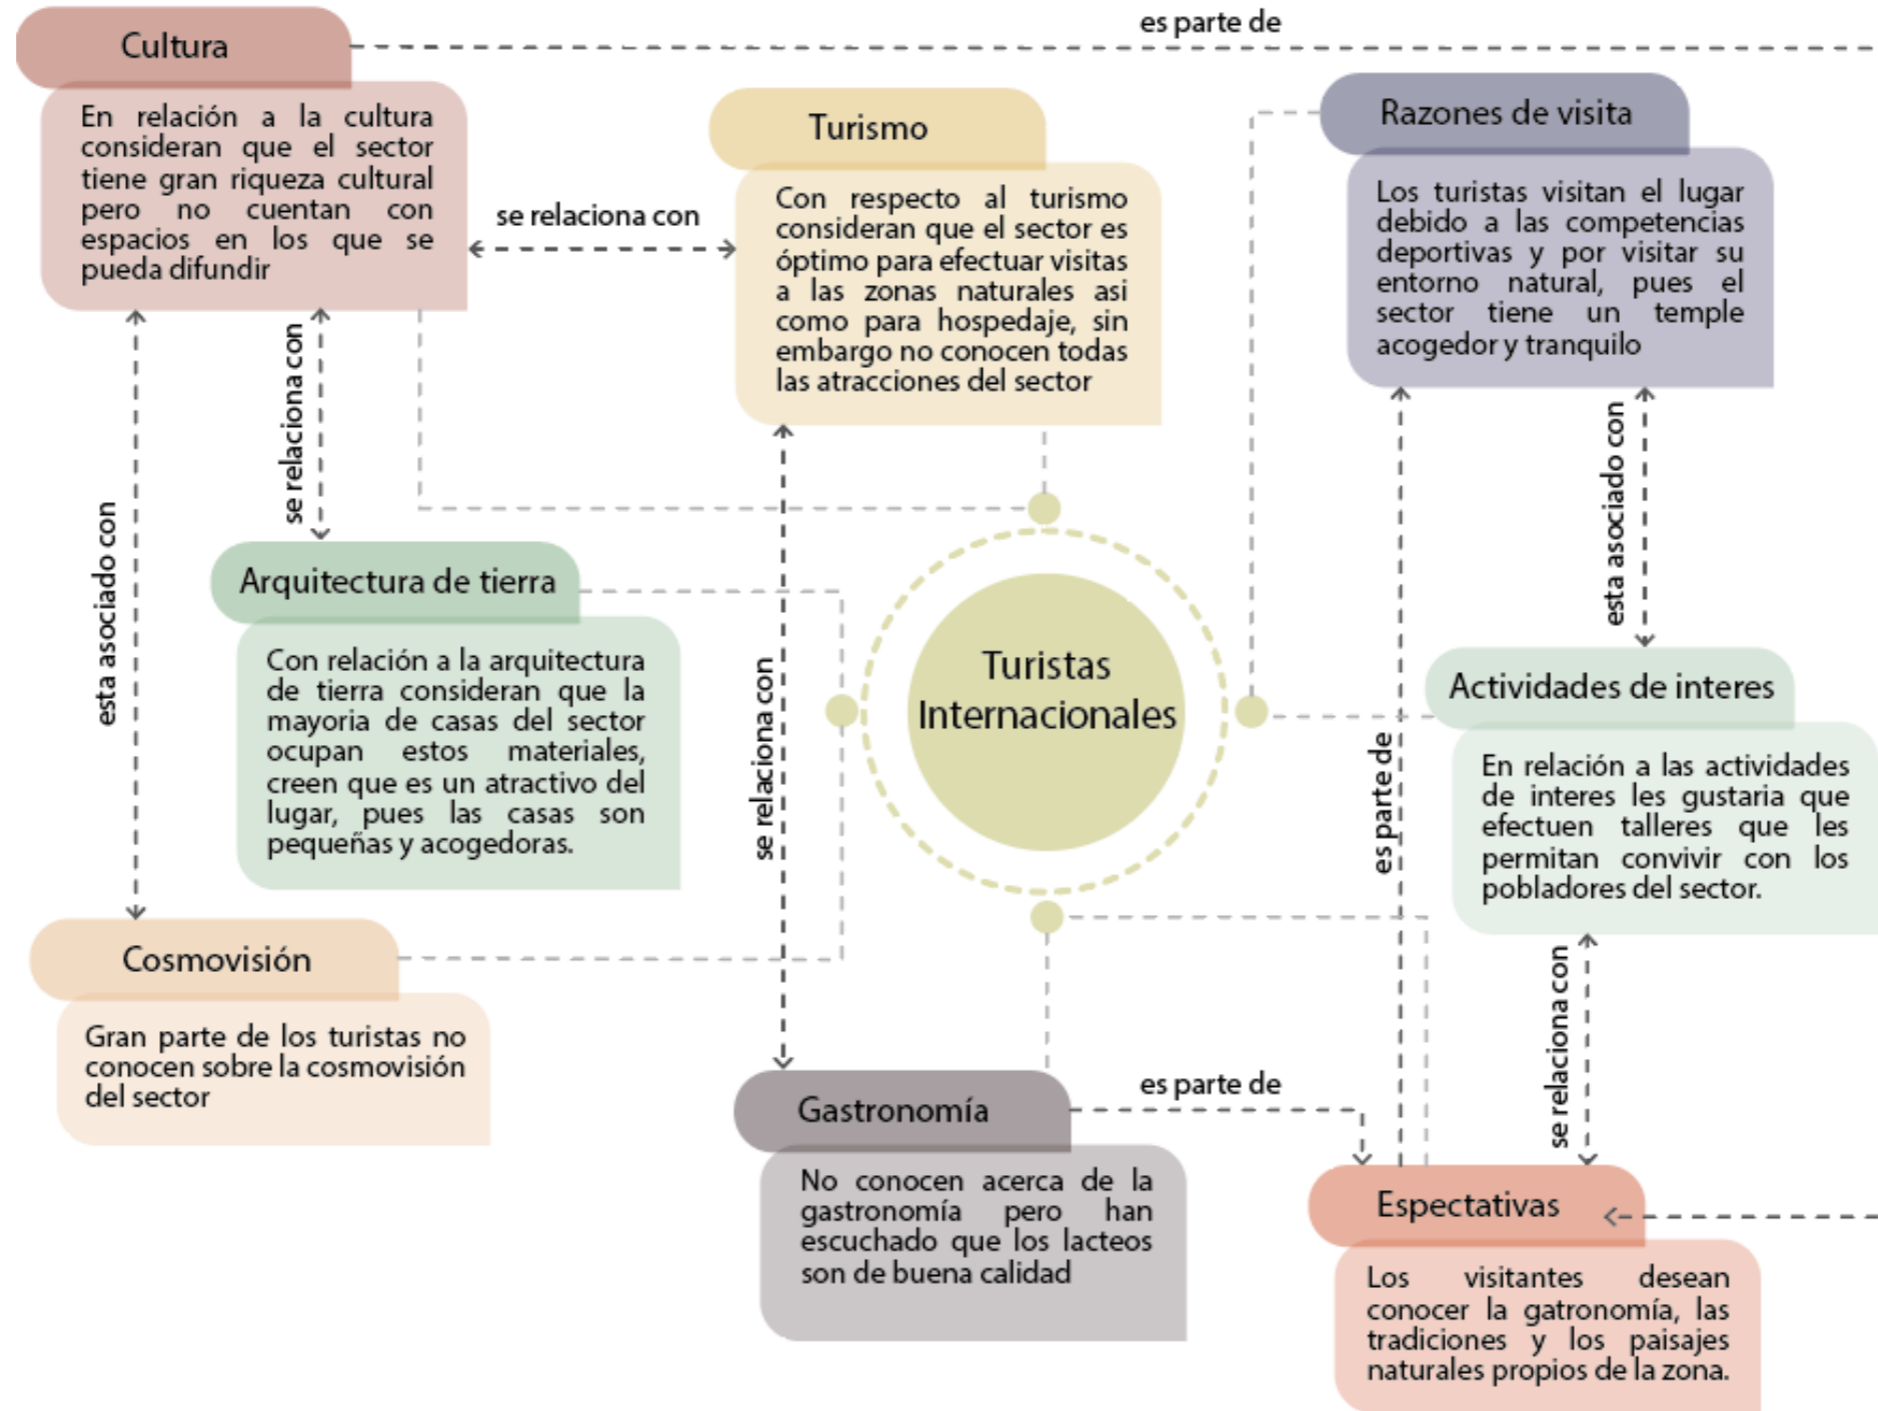 es parte de
Cultura
En relación a la cultura
consideran que el sector
tiene gran riqueza cultural
pero no cuentan con
espacios en los que se
pueda difundir
se relaciona con
Turismo
Con respecto al turismo
consideran que el sector es
óptimo para efectuar visitas
a las zonas naturales asi
como para hospedaje, sin
embargo no conocen todas
las atracciones del sector
Razones de visita
Los turistas visitan el lugar
debido a las competencias
deportivas y por visitar su
entorno natural, pues el
sector tiene un temple
acogedor y tranquilo
se relaciona con
esta asociado con
esta asociado con
Arquitectura de tierra
Con relación a la arquitectura
de tierra consideran que la
mayoria de casas del sector
ocupan estos materiales,
creen que es un atractivo del
lugar, pues las casas son
pequeñas y acogedoras.
se relaciona con
Turistas
Internacionales
es parte de
Actividades de interes
En relación a las actividades
de interes les gustaria que
efectuen talleres que les
permitan convivir con los
pobladores del sector.
Cosmovisión
Gran parte de los turistas no
conocen sobre la cosmovisión
del sector
se relaciona con
Gastronomía
No conocen acerca de la
gastronomía pero han
escuchado que los lacteos
son de buena calidad
es parte de
Espectativas
Los visitantes desean
conocer la gatronomía, las
tradiciones y los paisajes
naturales propios de la zona.